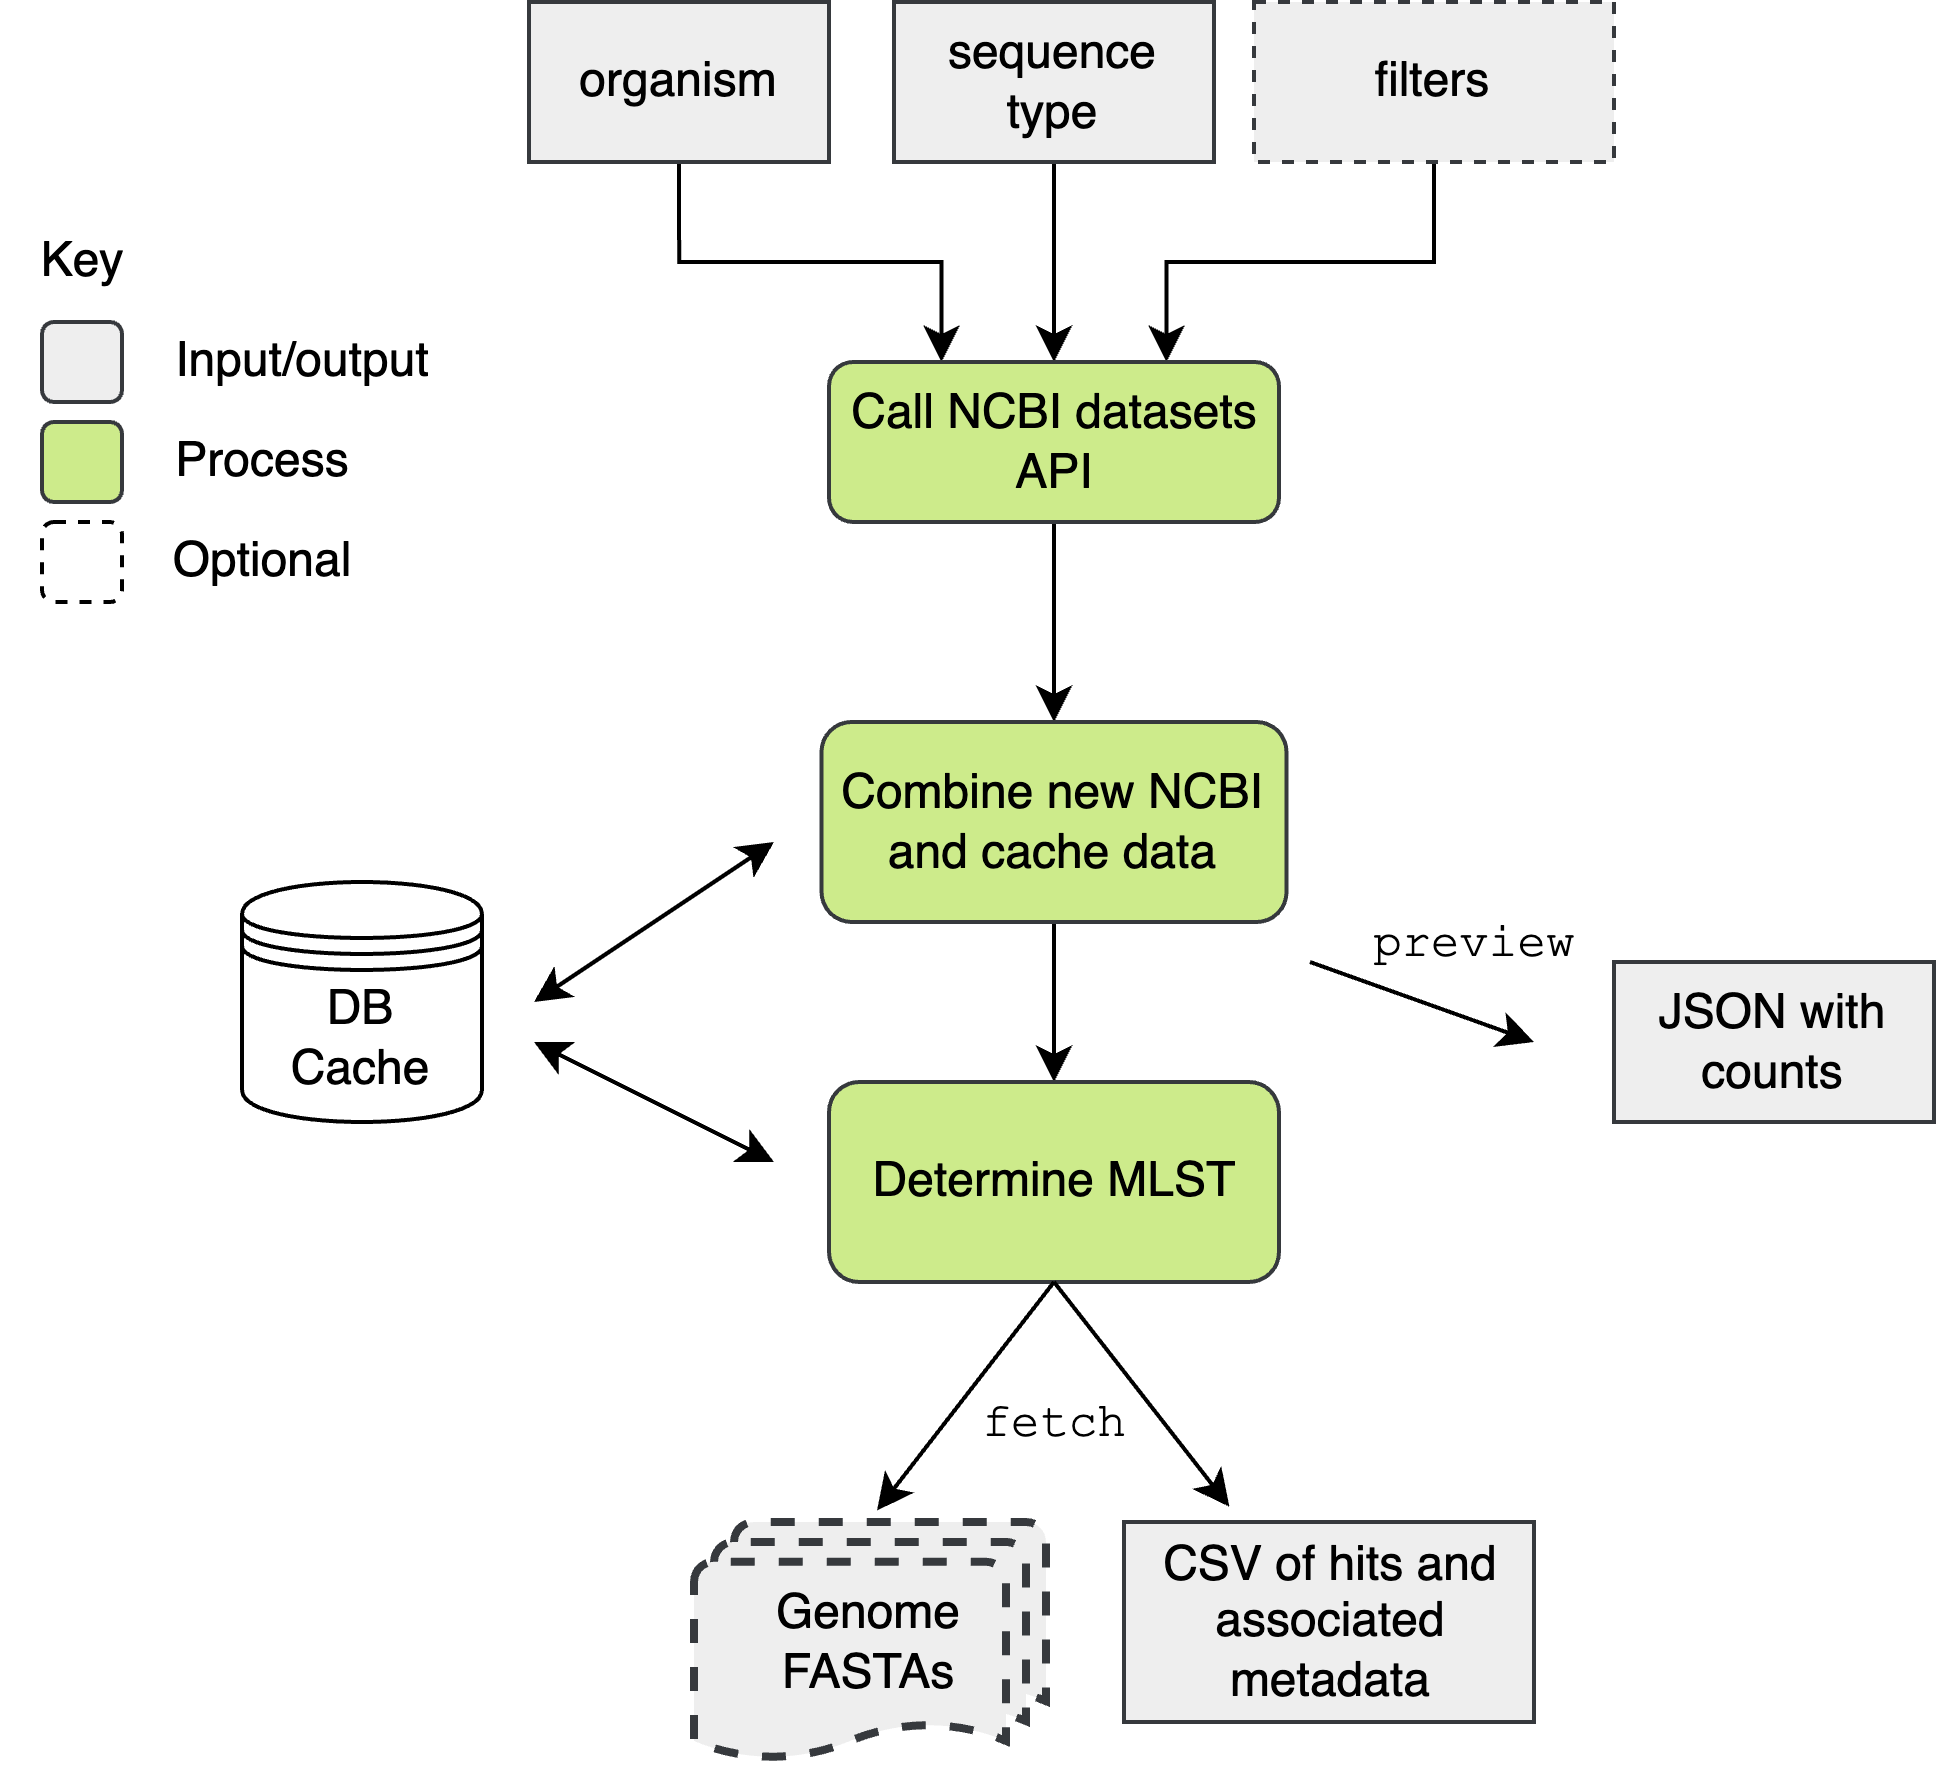 organism
sequence
type
filters
Key
Input/output
Process
Optional
Call NCBI datasets
API
Combine new NCBI
and cache data
DB
Cache
preview
JSON with
counts
Determine MLST
fetch
Genome
FASTAs
CSV of hits and
associated
metadata